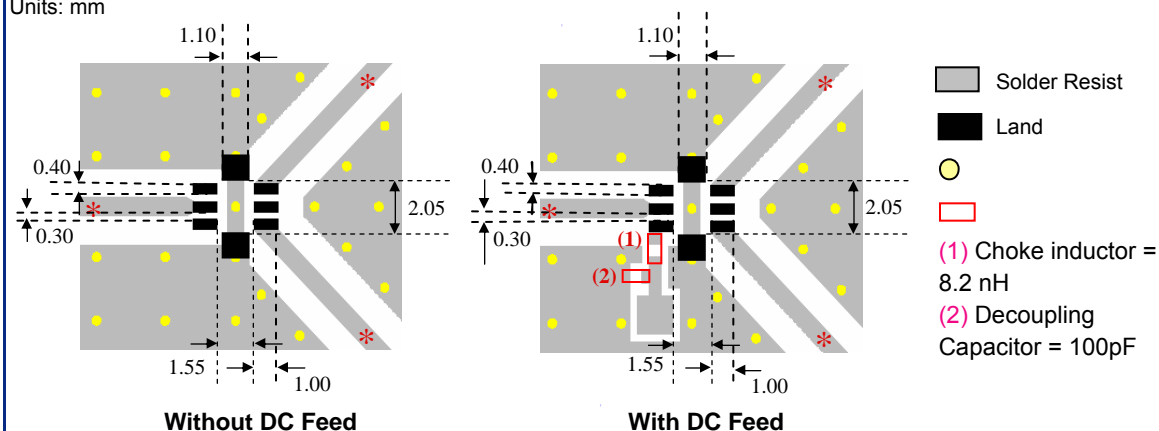 Units: mm
1.10
*
0.40
*
0.30
2.05
*
1.55
1.00
Without DC Feed
1.10
*
0.40
*
0.30
2.05
(1)
(2)
*
1.55
1.00
With DC Feed
Solder Resist
Land
(1) Choke inductor =
8.2 nH
(2) Decoupling
Capacitor = 100pF